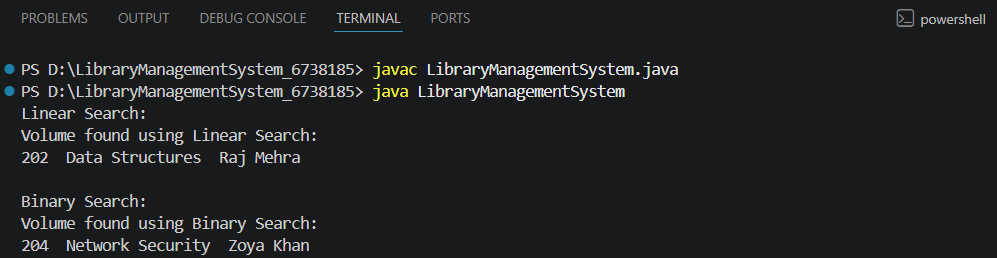 PROBLEMS OUTPUT DEBUG CONSOLE TERMINAL PORTS powershell
PS D:\LibraryManagementSystem_6738185> javac LibraryManagementSystem.java
PS D:\LibraryManagementSystem_6738185> java LibraryManagementSystem
Linear Search:
Volume found using Linear Search:
202  Data Structures  Raj Mehra

Binary Search:
Volume found using Binary Search:
204  Network Security  Zoya Khan